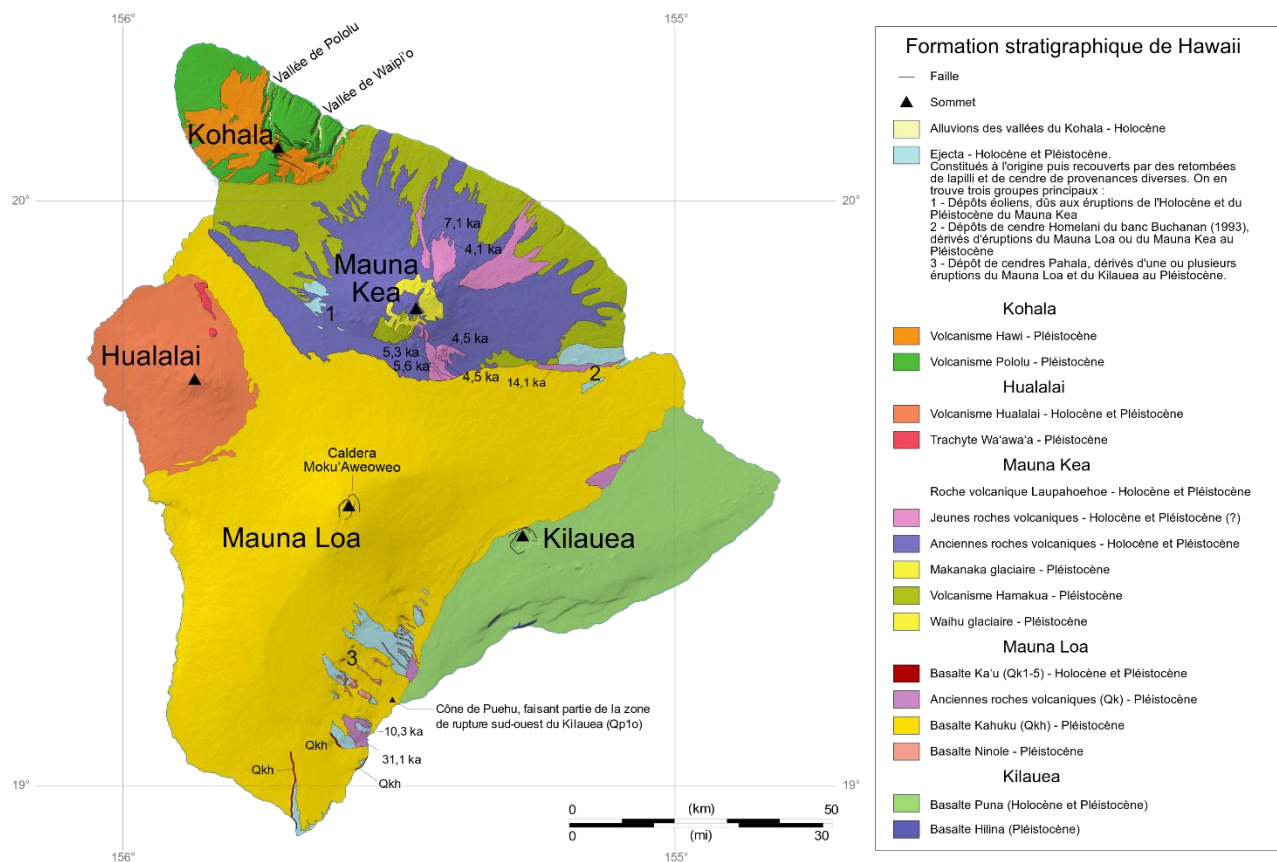 156°
155°
Vallée de Pololu
Vallée de Waipi'o
Kohala
20°
20°
7,1 ka
4,1 ka
Mauna
Kea
1
4,5 ka
5,3 ka
5,6 ka
4,5 ka
14,1 ka
2
Hualalai
Caldera
Moku'Aweoweo
Mauna Loa
Kilauea
3
Cône de Puehu, faisant partie de la zone
de rupture sud-ouest du Kilauea (Qp1o)
10,3 ka
Qkh
31,1 ka
Qkh
Qkh
19°
19°
0 (km) 50
0 (mi) 30
156°
155°
Formation stratigraphique de Hawaii
Faille
Sommet
Alluvions des vallées du Kohala - Holocène
Ejecta - Holocène et Pléistocène.
Constitués à l'origine puis recouverts par des retombées
de lapilli et de cendre de provenances diverses. On en
trouve trois groupes principaux :
1 - Dépôts éoliens, dûs aux éruptions de l'Holocène et du
Pléistocène du Mauna Kea
2 - Dépôts de cendre Homelani du banc Buchanan (1993),
dérivés d'éruptions du Mauna Loa ou du Mauna Kea au
Pléistocène
3 - Dépôt de cendres Pahala, dérivés d'une ou plusieurs
éruptions du Mauna Loa et du Kilauea au Pléistocène.
Kohala
Volcanisme Hawi - Pléistocène
Volcanisme Pololu - Pléistocène
Hualalai
Volcanisme Hualalai - Holocène et Pléistocène
Trachyte Wa'awa'a - Pléistocène
Mauna Kea
Roche volcanique Laupahoehoe - Holocène et Pléistocène
Jeunes roches volcaniques - Holocène et Pléistocène (?)
Anciennes roches volcaniques - Holocène et Pléistocène
Makanaka glaciaire - Pléistocène
Volcanisme Hamakua - Pléistocène
Waihu glaciaire - Pléistocène
Mauna Loa
Basalte Ka'u (Qk1-5) - Holocène et Pléistocène
Anciennes roches volcaniques (Qk) - Pléistocène
Basalte Kahuku (Qkh) - Pléistocène
Basalte Ninole - Pléistocène
Kilauea
Basalte Puna (Holocène et Pléistocène)
Basalte Hilina (Pléistocène)